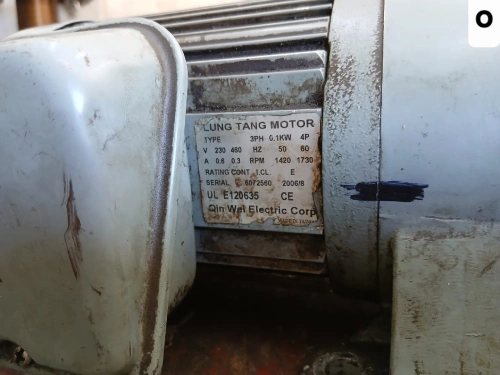 O
LUNG TANG MOTOR
TYPE 3PH 0.1KW 4P
V 230 460 HZ 50 60
A 0.6 0.3 RPM 1420 1730
RATING CONT I.CL. E
SERIAL 6072560 2006/8
UL E120635 CE
Qin Wei Electric Corp